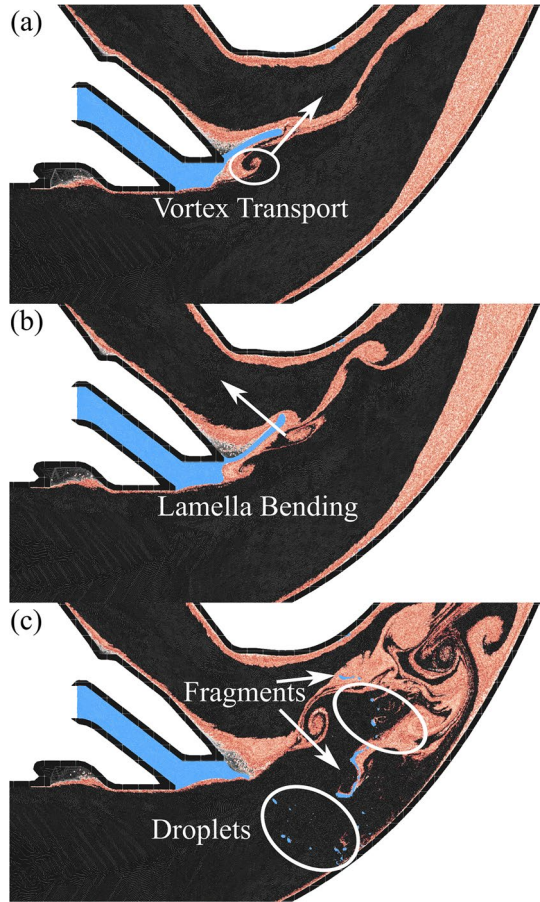 (a)
Vortex Transport
(b)
Lamella Bending
(c)
Fragments
Droplets